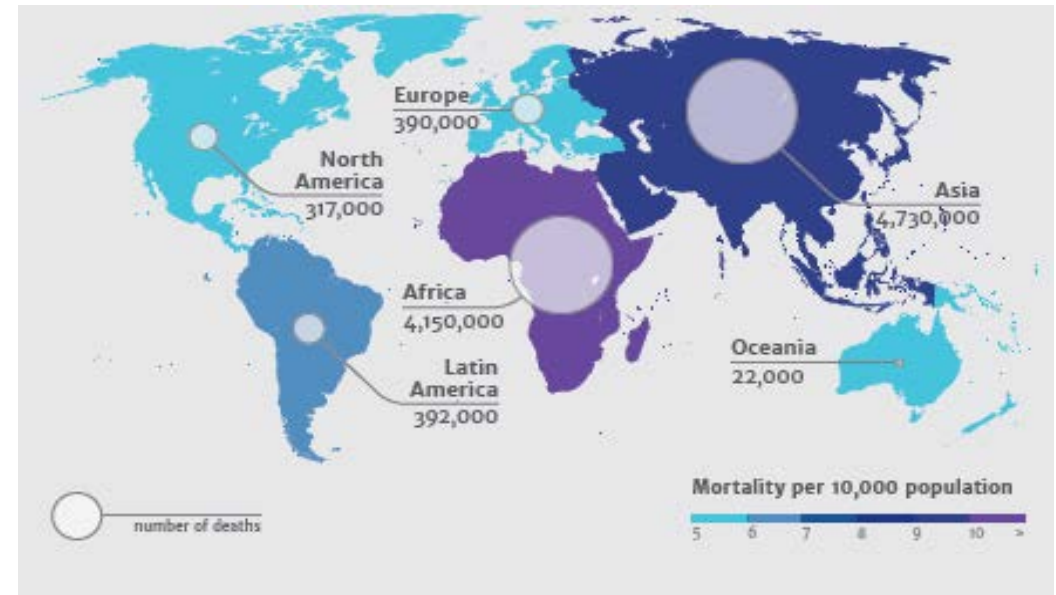 Europe
390,000
North
America
317,000
Asia
4,730,000
Africa
4,150,000
Latin
America
392,000
Oceania
22,000
number of deaths
Mortality per 10,000 population
5 6 7 8 9 10 >